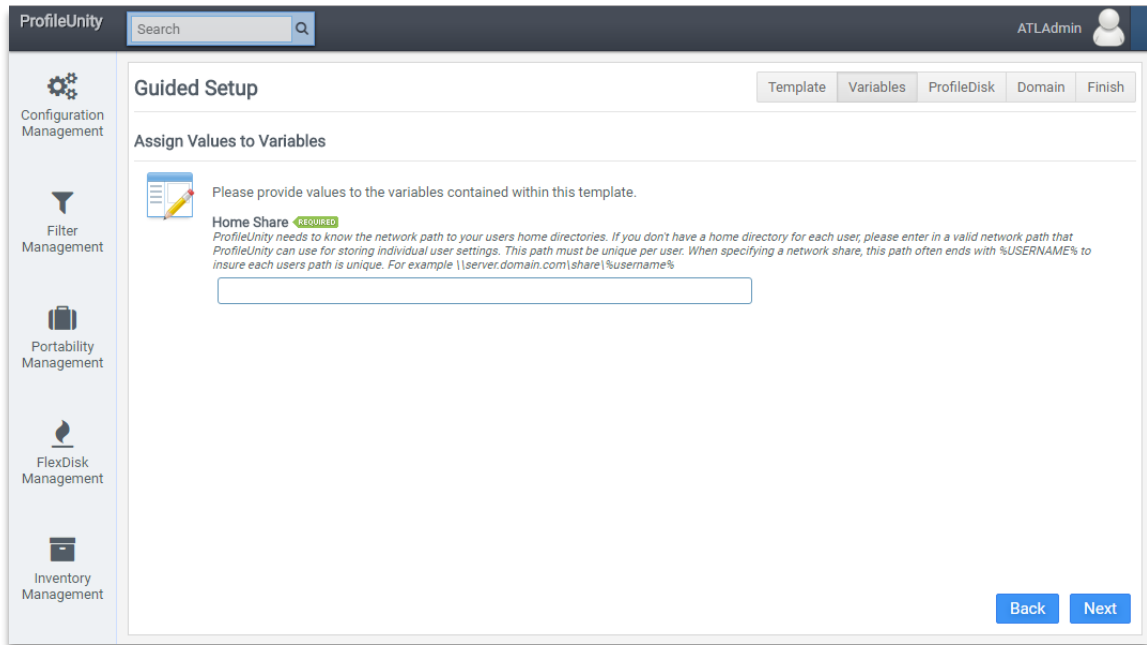 ProfileUnity
Search
ATLAdmin
Configuration
Management
Filter
Management
Portability
Management
FlexDisk
Management
Inventory
Management
Guided Setup
Template
Variables
ProfileDisk
Domain
Finish
Assign Values to Variables
Please provide values to the variables contained within this template.
Home Share REQUIRED
ProfileUnity needs to know the network path to your users home directories. If you don't have a home directory for each user, please enter in a valid network path that
ProfileUnity can use for storing individual user settings. This path must be unique per user. When specifying a network share, this path often ends with %USERNAME% to
insure each users path is unique. For example \\server.domain.com\share\%username%
Back
Next